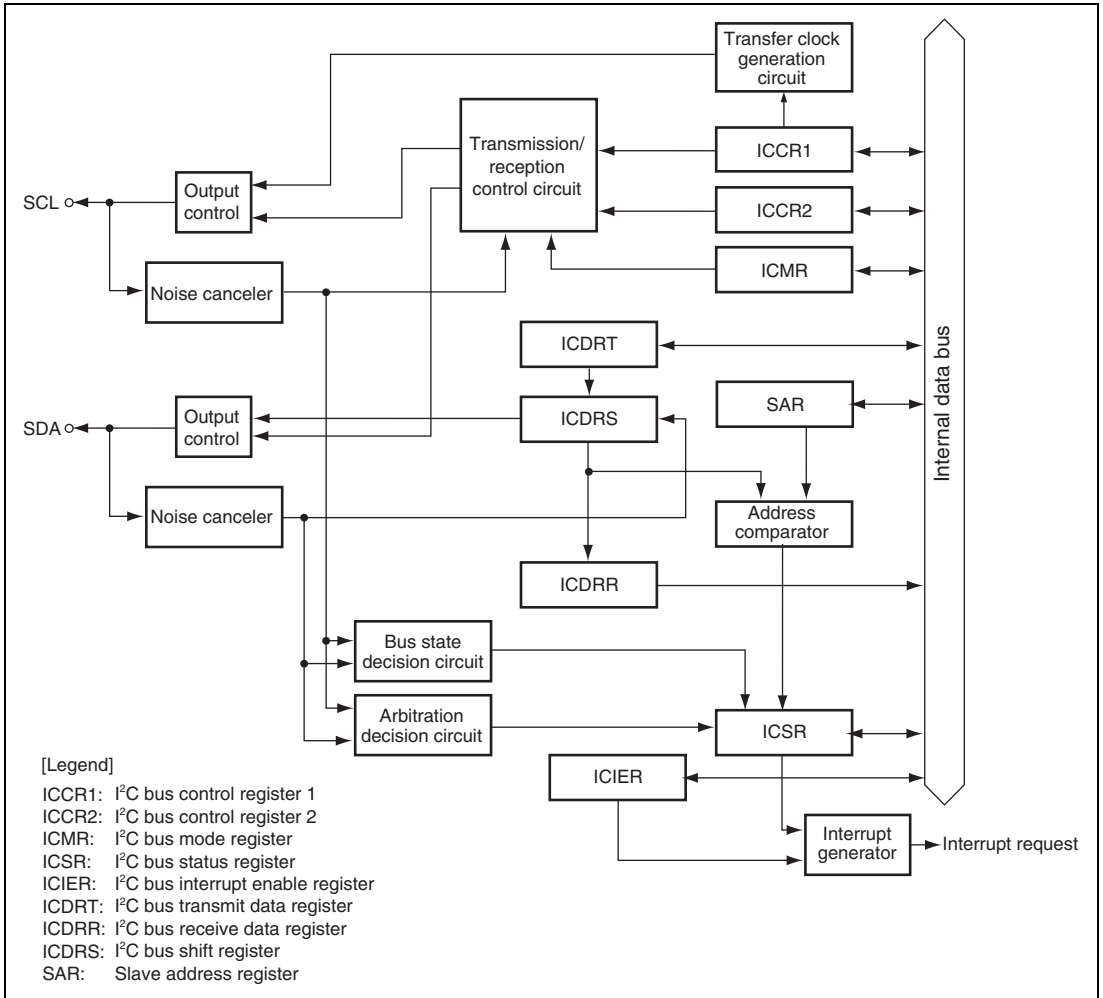 Transfer clock
generation
circuit
Transmission/
reception
control circuit
ICCR1
SCL
Output
control
ICCR2
ICMR
Noise canceler
ICDRT
Internal data bus
SAR
ICDRS
SDA
Output
control
Noise canceler
Address
comparator
ICDRR
Bus state
decision circuit
Arbitration
decision circuit
ICSR
ICIER
Interrupt
generator
Interrupt request
[Legend]
ICCR1: I²C bus control register 1
ICCR2: I²C bus control register 2
ICMR: I²C bus mode register
ICSR: I²C bus status register
ICIER: I²C bus interrupt enable register
ICDRT: I²C bus transmit data register
ICDRR: I²C bus receive data register
ICDRS: I²C bus shift register
SAR: Slave address register